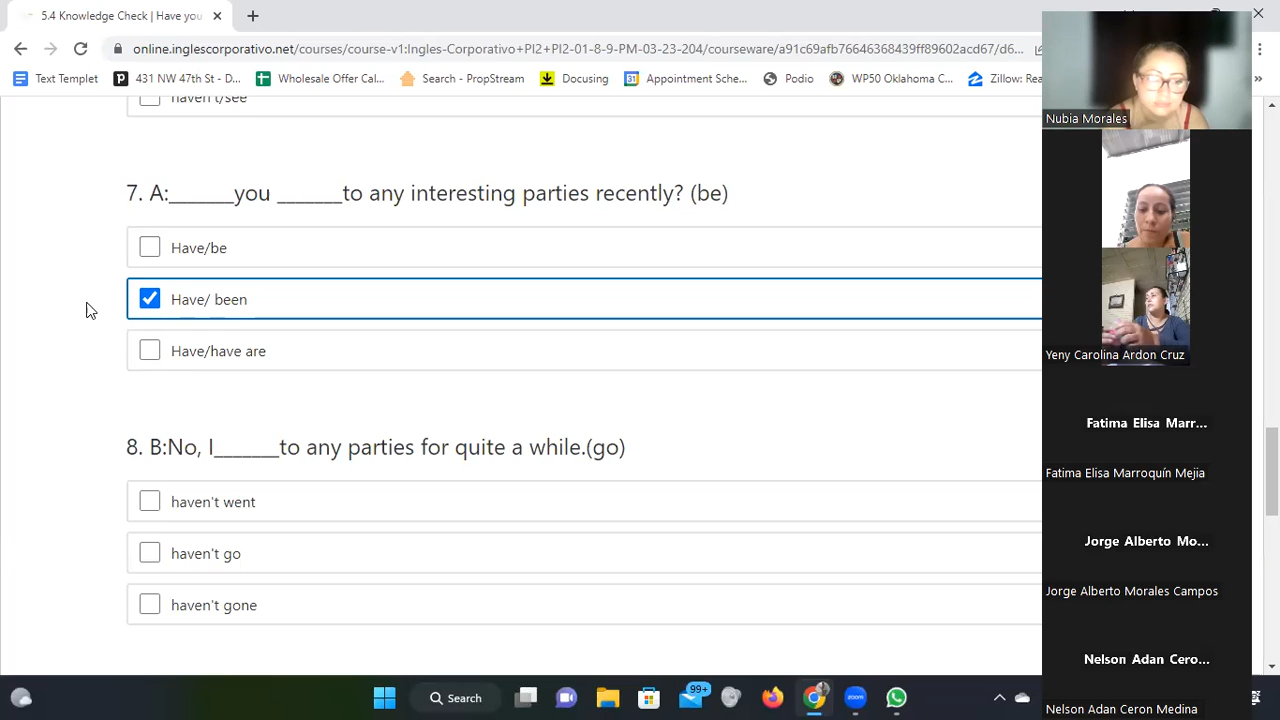 5.4 Knowledge Check | Have you
online.inglescorporativo.net/courses/course-v1:Ingles-Corporativo+PI2+PI2-01-8-9-PM-03-23-204/courseware/a91c69afb76646368439ff89602acd67/d6...
Text Templet 431 NW 47th St - D... Wholesale Offer Cal... Search - PropStream Docusing Appointment Sche... Podio WP50 Oklahoma C... Zillow: Rea
haven't/see
7. A:______you ______to any interesting parties recently? (be)
Have/be
Have/ been
Have/have are
8. B:No, I______to any parties for quite a while.(go)
haven't went
haven't go
haven't gone
Nubia Morales
Yeny Carolina Ardon Cruz
Fatima Elisa Marr...
Fatima Elisa Marroquín Mejia
Jorge Alberto Mo...
Jorge Alberto Morales Campos
Nelson Adan Cero...
Nelson Adan Ceron Medina
Search
99+